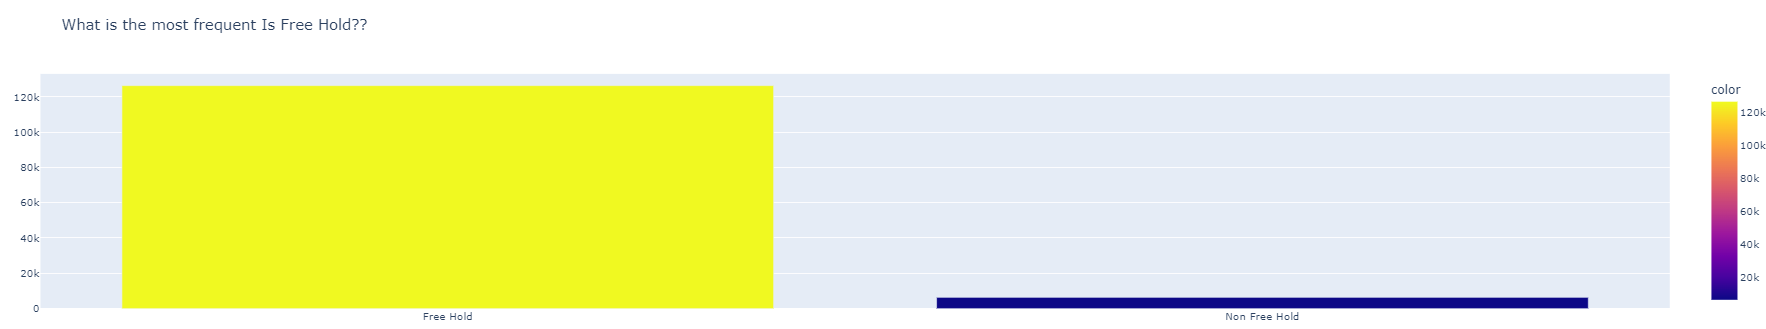 What is the most frequent Is Free Hold??
120k
100k
80k
60k
40k
20k
0
Free Hold
Non Free Hold
color
120k
100k
80k
60k
40k
20k